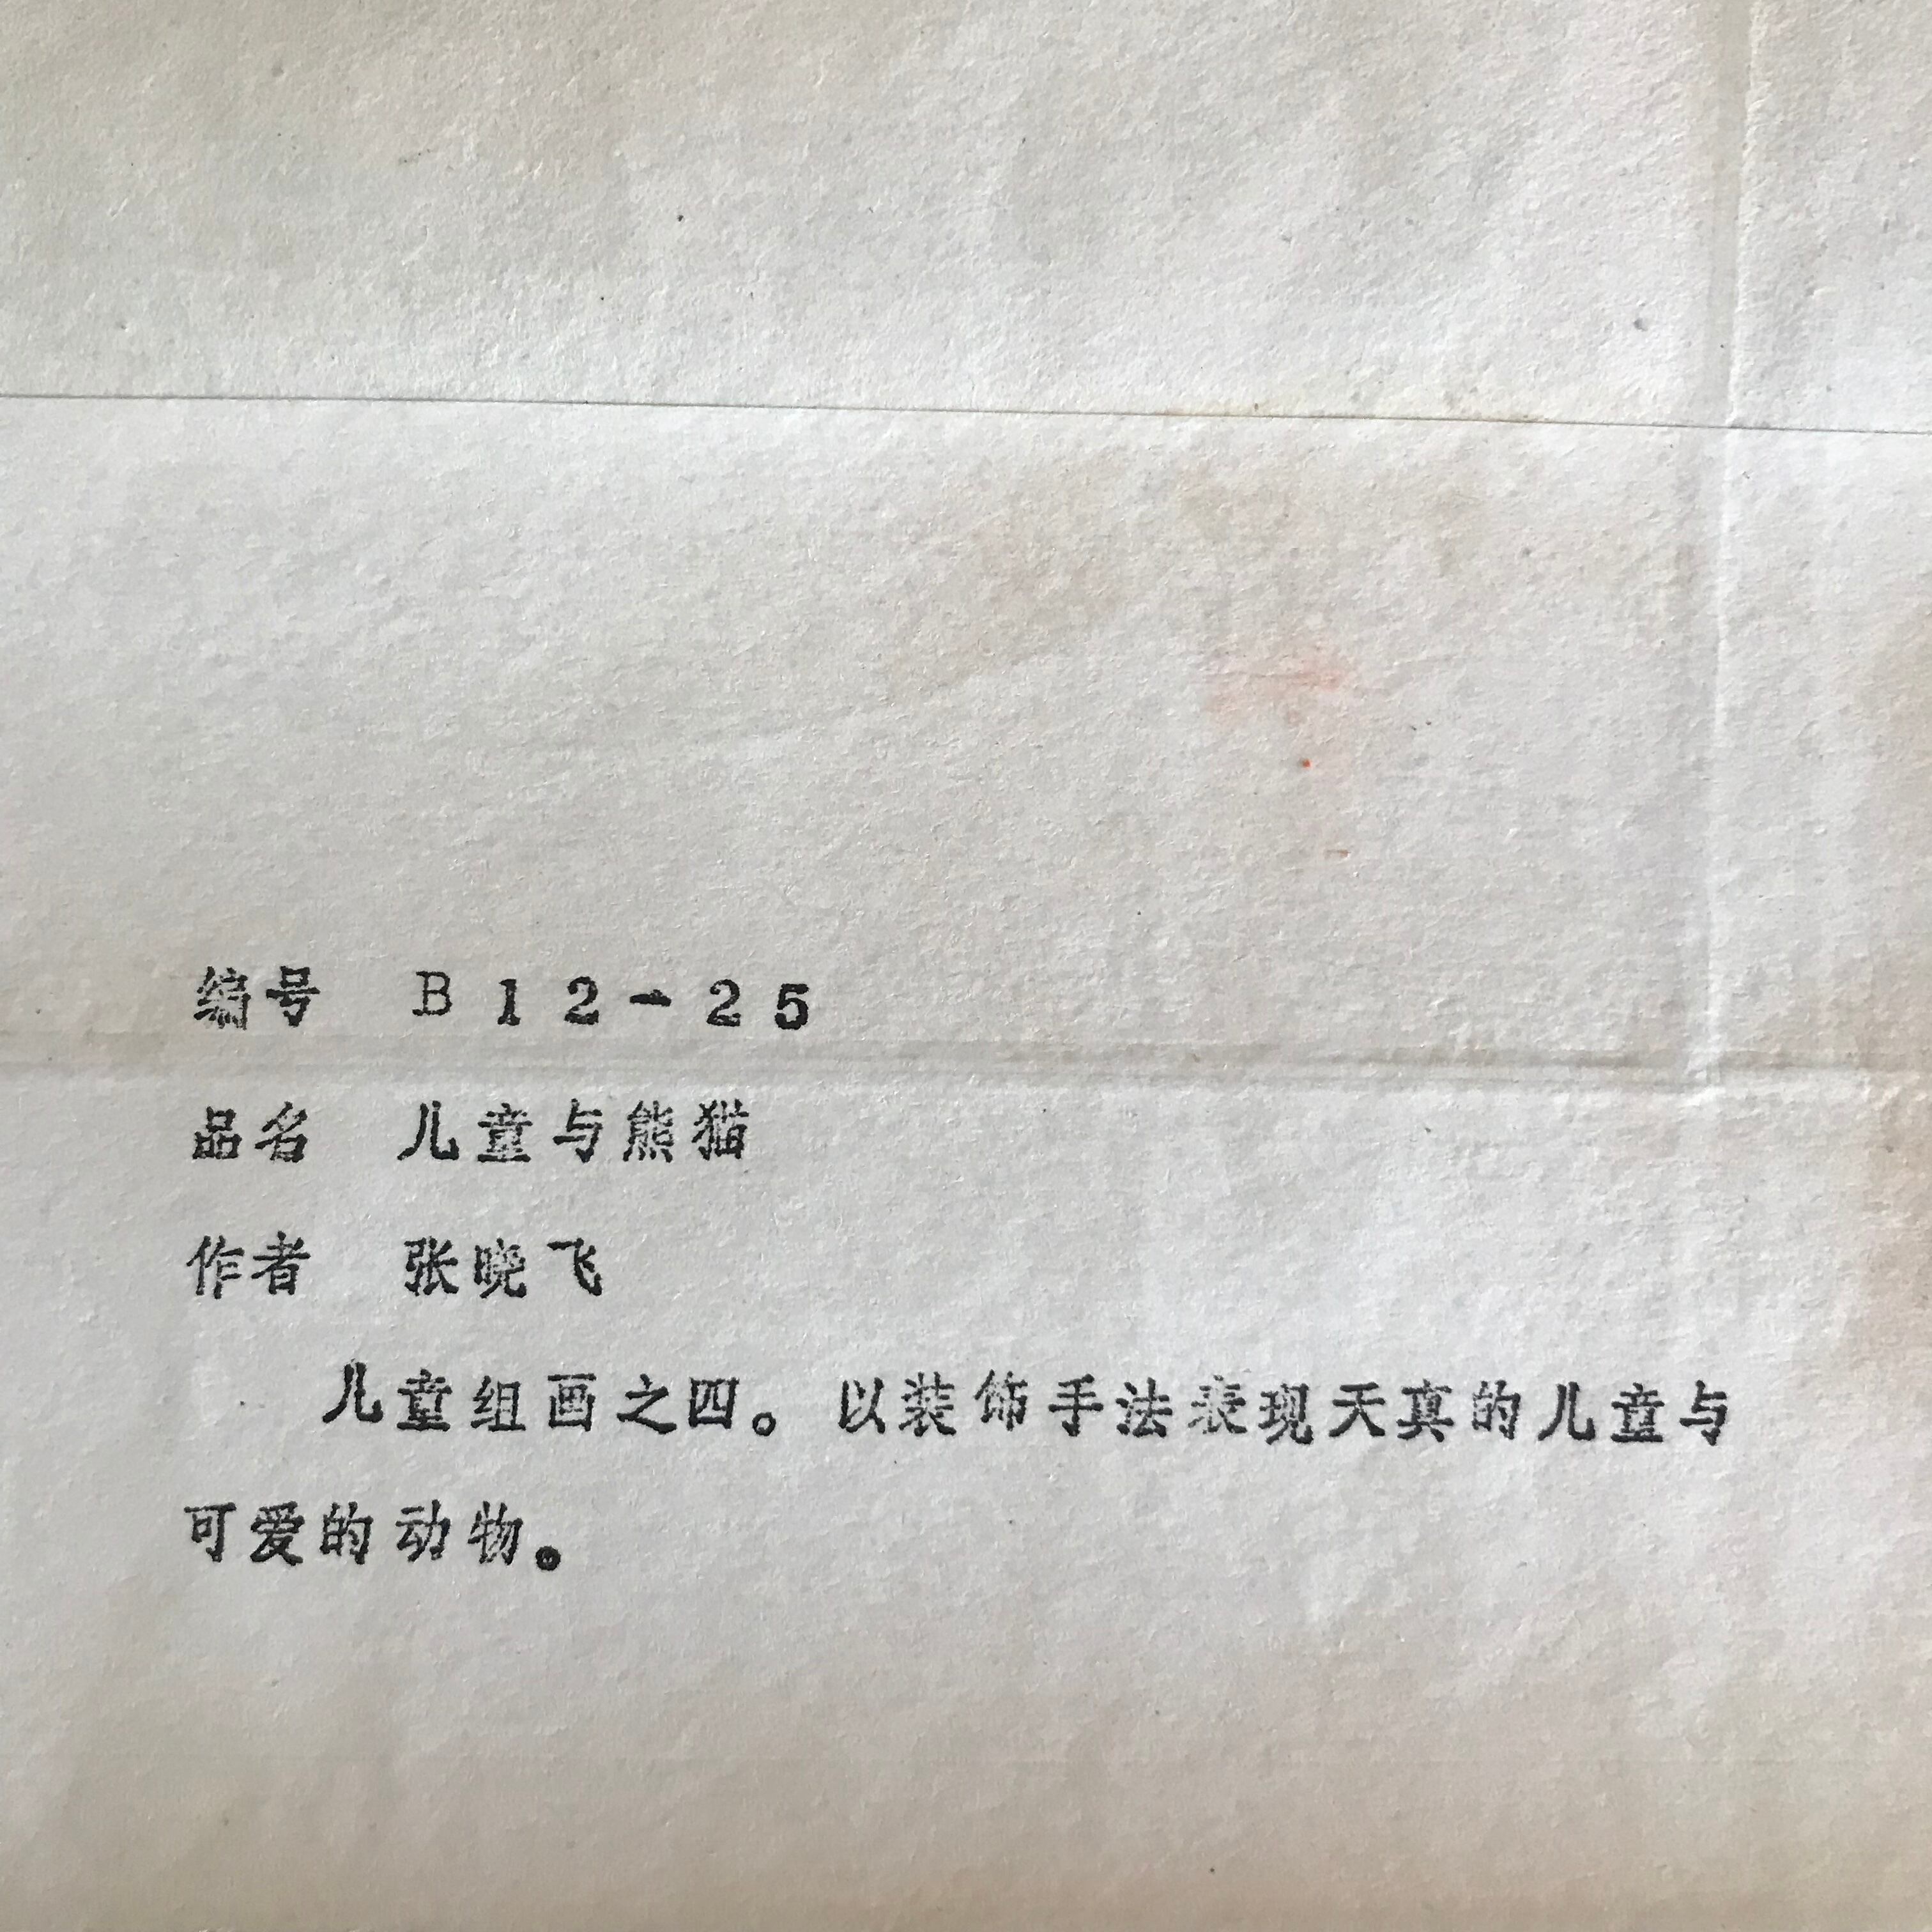 编号 B12-25
品名 儿童与熊猫
作者 张晓飞
儿童组画之四。以装饰手法表现天真的儿童与
可爱的动物。